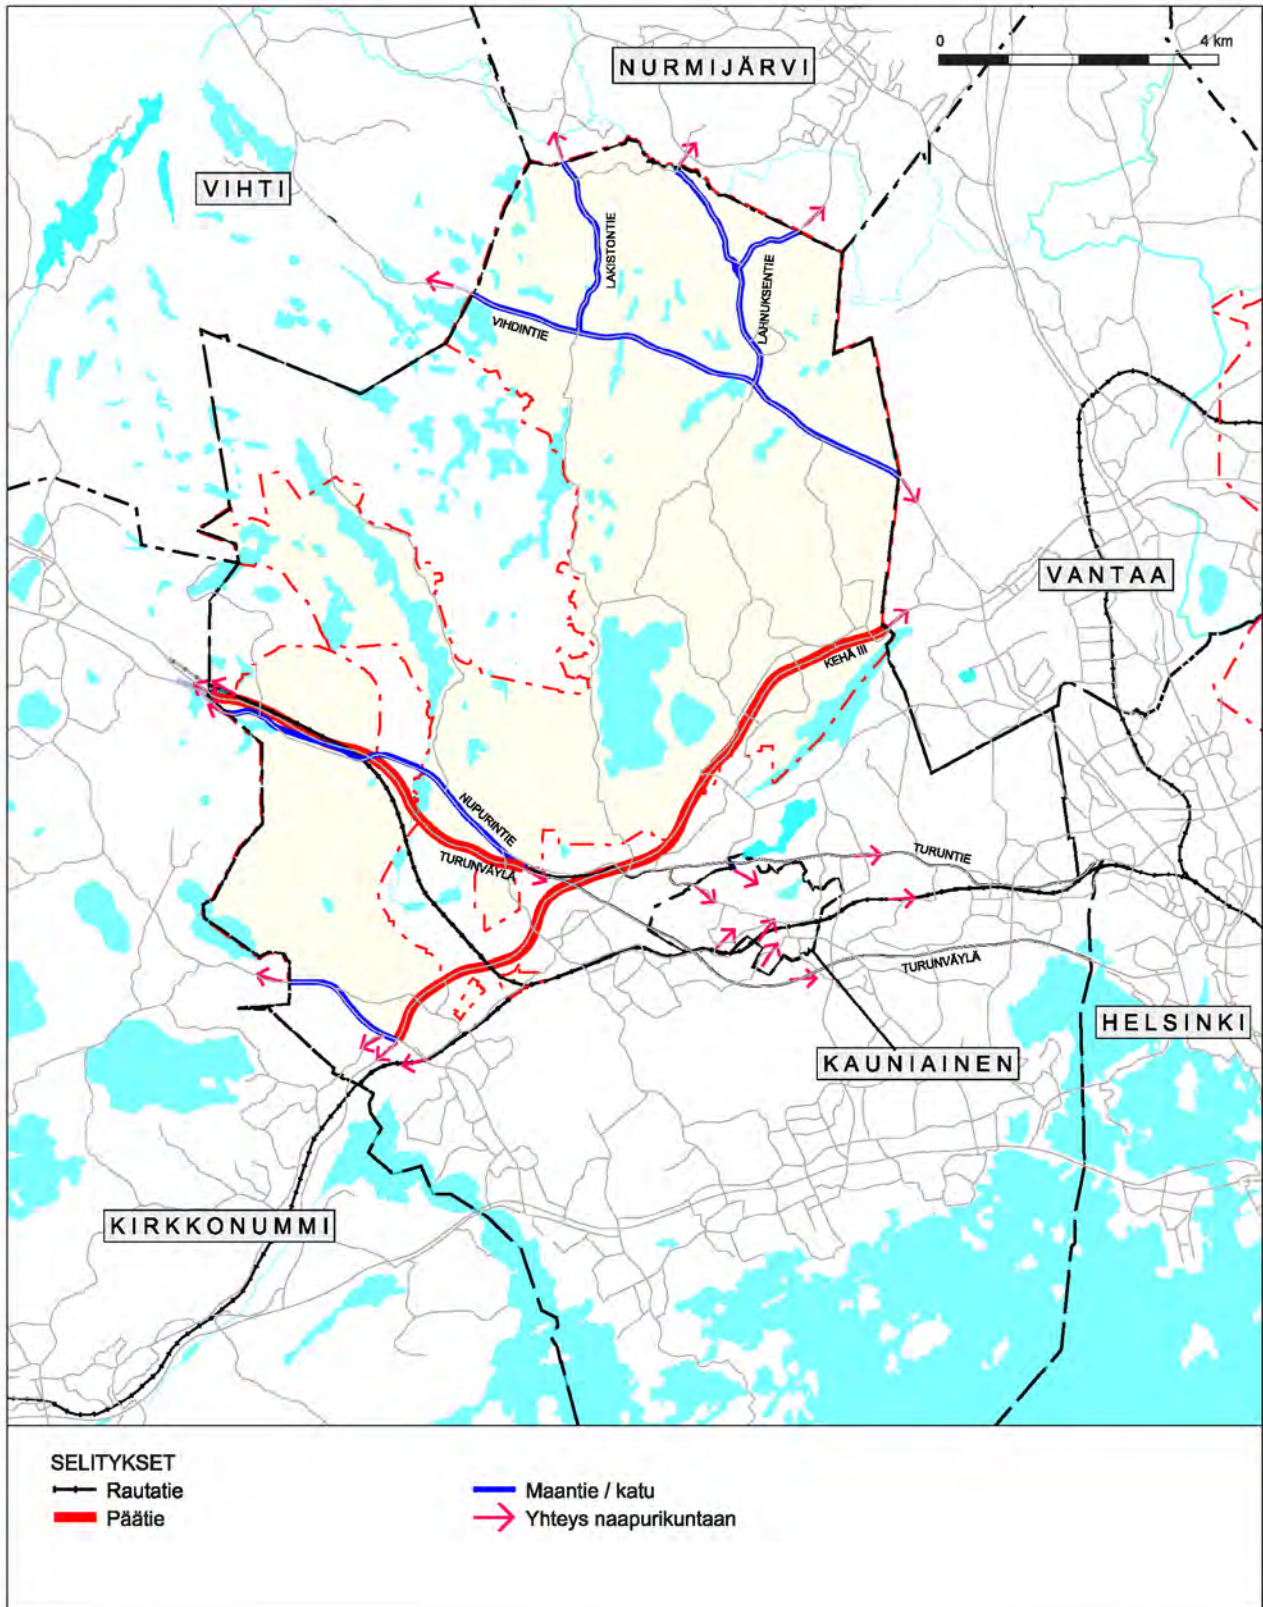 0 4 km
NURMIJÄRVI
VIHTI
LAKISTONTIE
LAHNUKSENTIE
VIHDINTIE
VANTAA
KEHÄ III
NUPURINTIE
TURUNVÄYLÄ
TURUNTIE
TURUNVÄYLÄ
HELSINKI
KAUNIAINEN
KIRKKONUMMI
SELITYKSET
Rautatie
Päätie
Maantie / katu
Yhteys naapurikuntaan